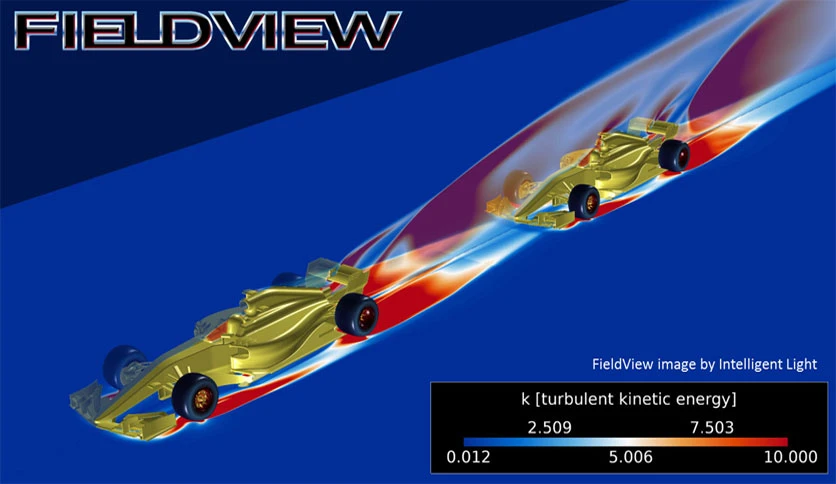 FIELDVIEW
FieldView image by Intelligent Light
k [turbulent kinetic energy]
2.509 7.503
0.012 5.006 10.000